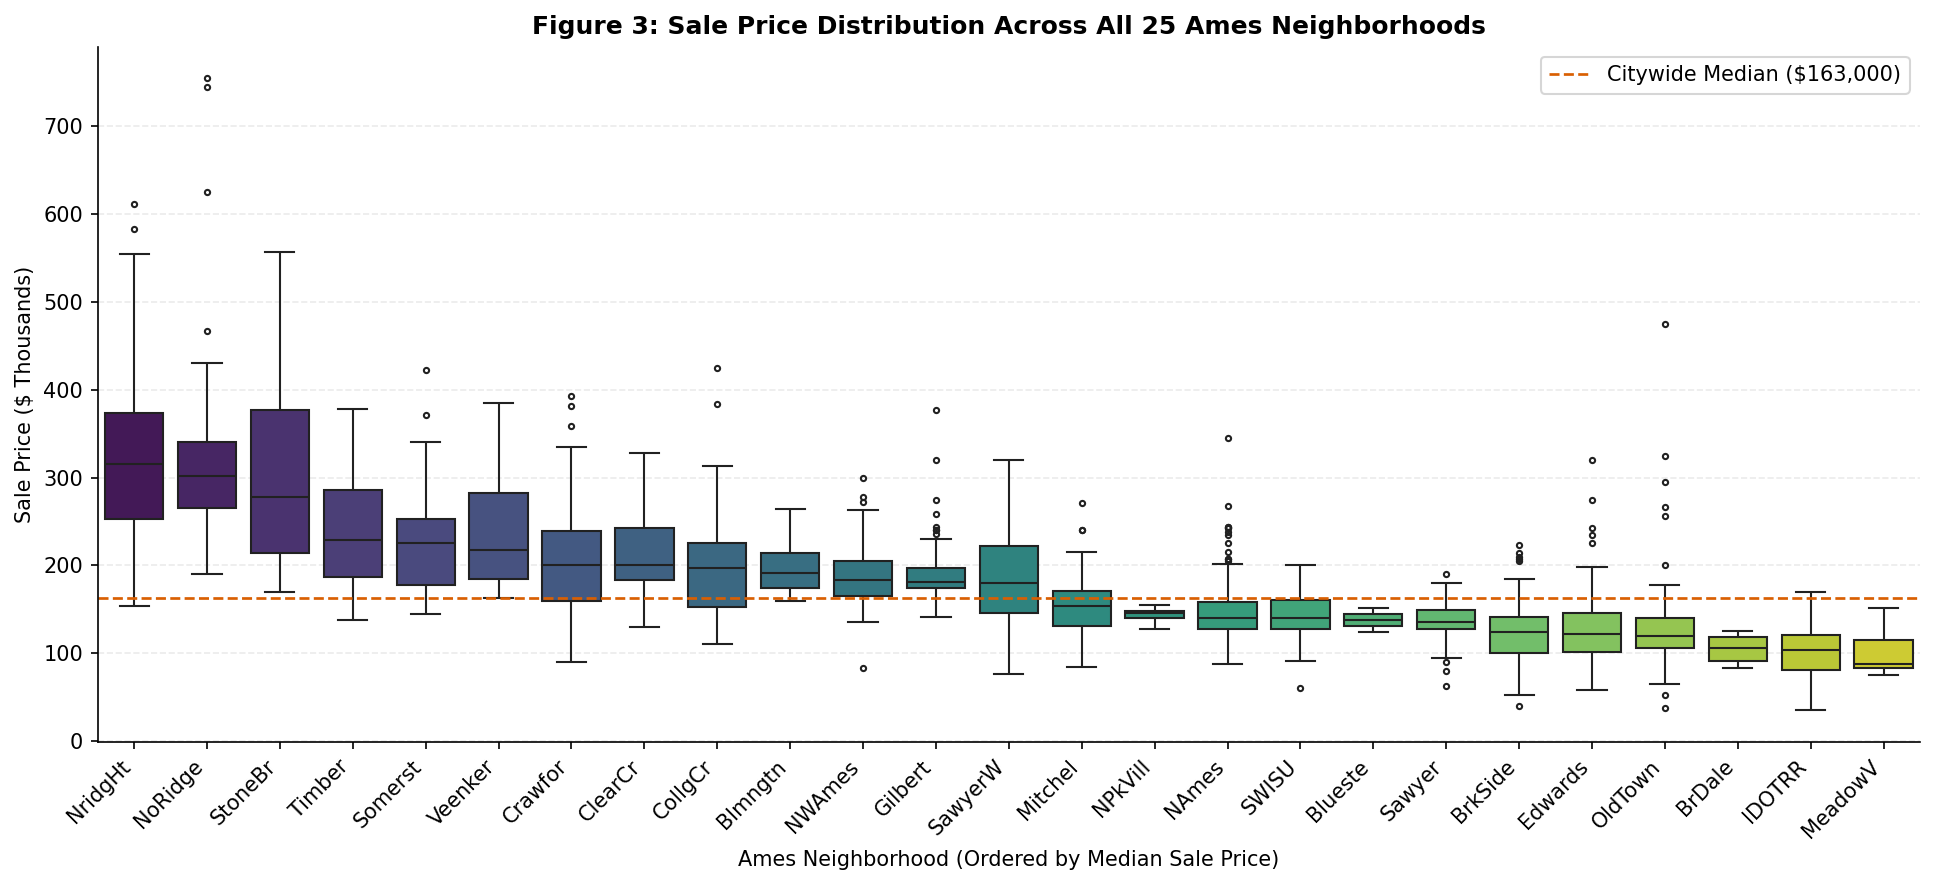 Figure 3: Sale Price Distribution Across All 25 Ames Neighborhoods
Citywide Median ($163,000)
Sale Price ($ Thousands)
700
600
500
400
300
200
100
0
NridgHt
NoRidge
StoneBr
Timber
Somerst
Veenker
Crawfor
ClearCr
CollgCr
Blmngtn
NWAmes
Gilbert
SawyerW
Mitchel
NPkVill
NAmes
SWISU
Blueste
Sawyer
BrkSide
Edwards
OldTown
BrDale
IDOTRR
MeadowV
Ames Neighborhood (Ordered by Median Sale Price)